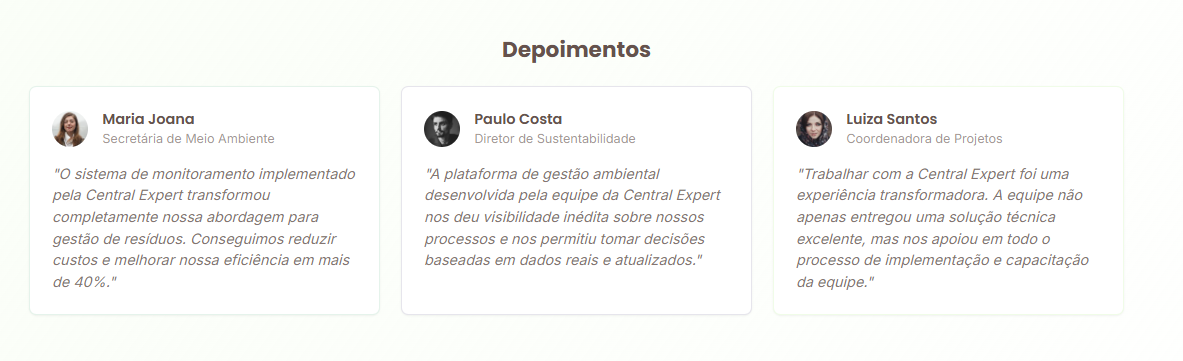 Depoimentos
Maria Joana
Secretária de Meio Ambiente
"O sistema de monitoramento implementado
pela Central Expert transformou
completamente nossa abordagem para
gestão de resíduos. Conseguimos reduzir
custos e melhorar nossa eficiência em mais
de 40%."
Paulo Costa
Diretor de Sustentabilidade
"A plataforma de gestão ambiental
desenvolvida pela equipe da Central Expert
nos deu visibilidade inédita sobre nossos
processos e nos permitiu tomar decisões
baseadas em dados reais e atualizados."
Luiza Santos
Coordenadora de Projetos
"Trabalhar com a Central Expert foi uma
experiência transformadora. A equipe não
apenas entregou uma solução técnica
excelente, mas nos apoiou em todo o
processo de implementação e capacitação
da equipe."